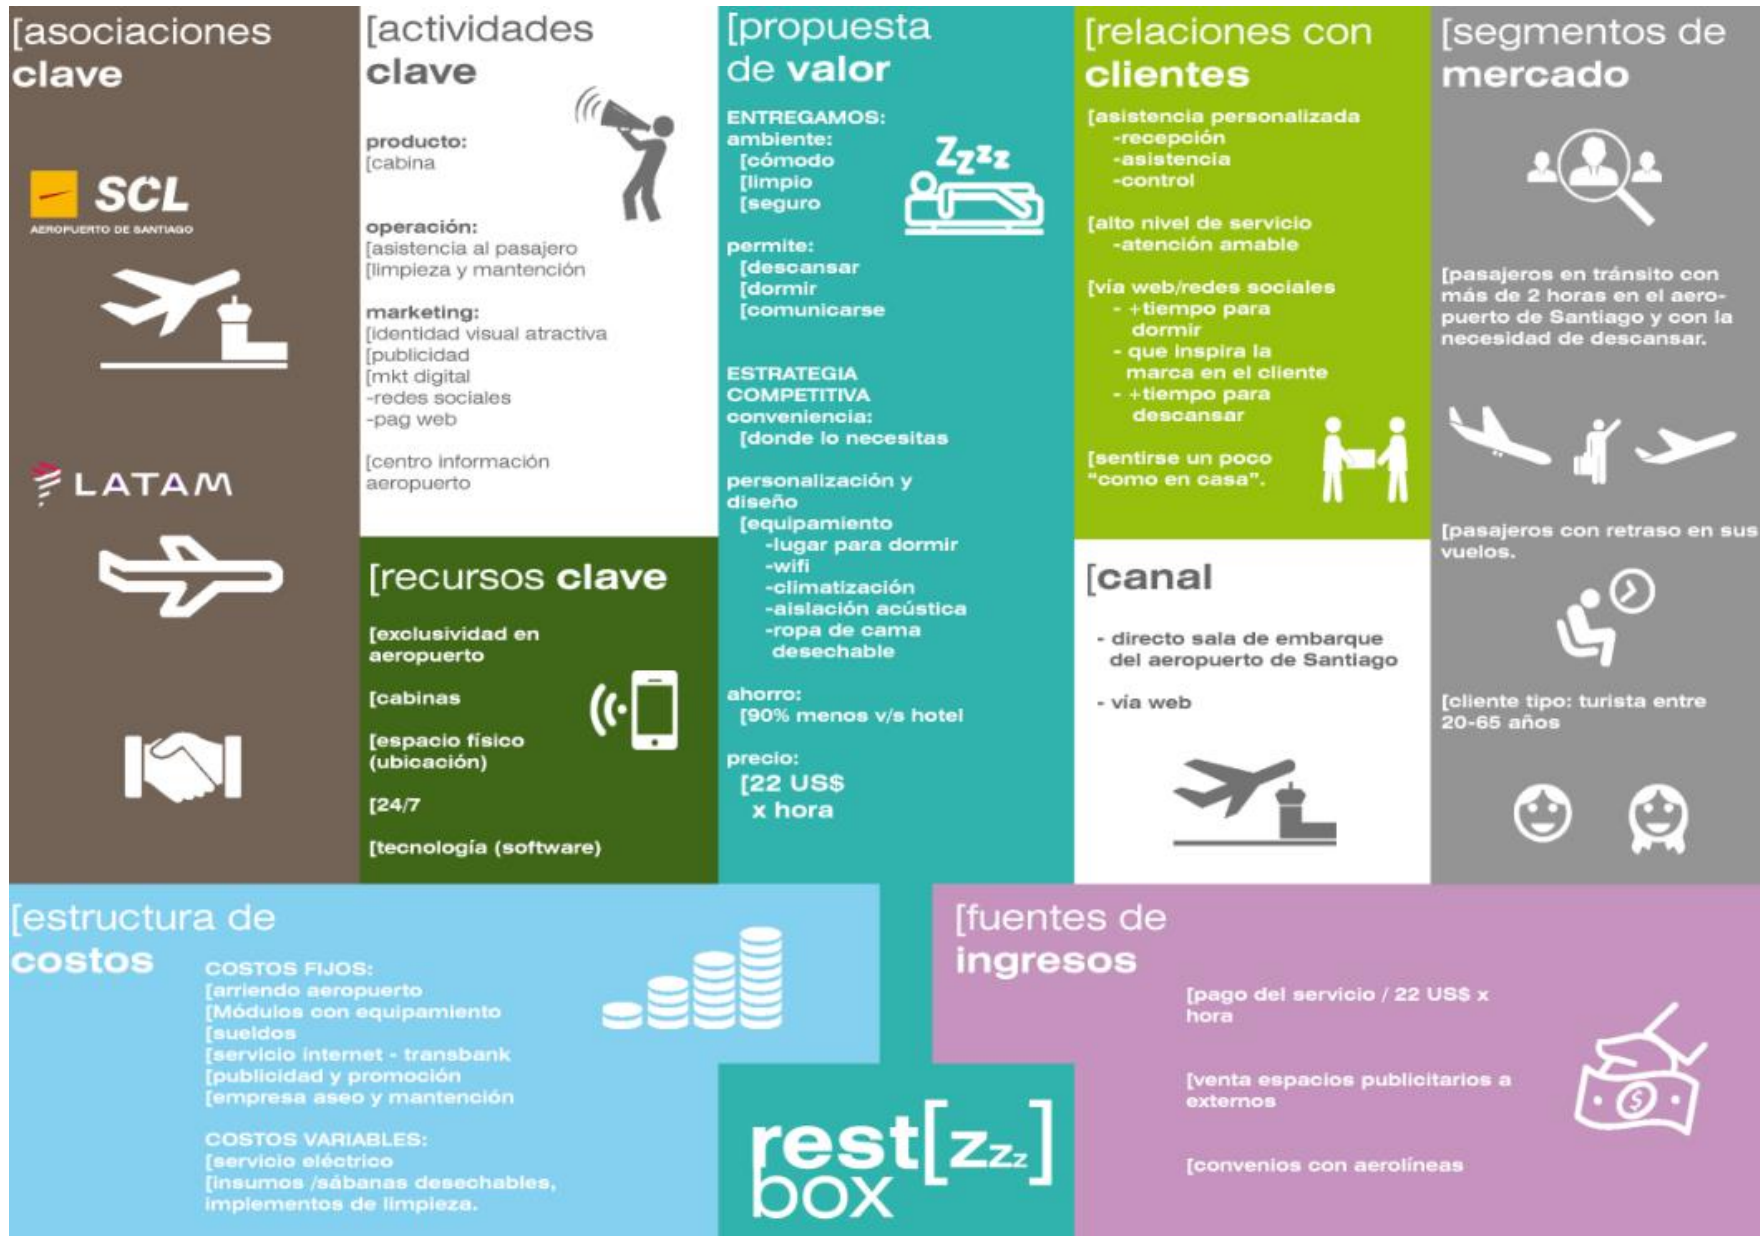 [asociaciones
clave
SCL
AEROPUERTO DE SANTIAGO
LATAM
[actividades
clave
producto:
[cabina
operación:
[asistencia al pasajero
[limpieza y mantención
marketing:
[identidad visual atractiva
[publicidad
[mkt digital
-redes sociales
-pag web
[centro información
aeropuerto
[recursos clave
[exclusividad en
aeropuerto
[cabinas
[espacio físico
(ubicación)
[24/7
[tecnología (software)
[propuesta
de valor
ENTREGAMOS:
ambiente:
[cómodo
[limpio
[seguro
zzzz
permite:
[descansar
[dormir
[comunicarse
ESTRATEGIA
COMPETITIVA
conveniencia:
[donde lo necesitas
personalización y
diseño
[equipamiento
-lugar para dormir
-wifi
-climatización
-aislación acústica
-ropa de cama
desechable
ahorro:
[90% menos v/s hotel
precio:
[22 US$
x hora
[relaciones con
clientes
[asistencia personalizada
-recepción
-asistencia
-control
[alto nivel de servicio
-atención amable
[vía web/redes sociales
- +tiempo para
dormir
- que inspira la
marca en el cliente
- +tiempo para
descansar
[sentirse un poco
“como en casa”.
[canal
- directo sala de embarque
del aeropuerto de Santiago
- vía web
[segmentos de
mercado
[pasajeros en tránsito con
más de 2 horas en el aero-
puerto de Santiago y con la
necesidad de descansar.
[pasajeros con retraso en sus
vuelos.
[cliente tipo: turista entre
20-65 años
[estructura de
costos
COSTOS FIJOS:
[arriendo aeropuerto
[Módulos con equipamiento
[sueldos
[servicio internet - transbank
[publicidad y promoción
[empresa aseo y mantención
COSTOS VARIABLES:
[servicio eléctrico
[insumos /sábanas desechables,
implementos de limpieza.
rest[zzz]
box
[fuentes de
ingresos
[pago del servicio / 22 US$ x
hora
[venta espacios publicitarios a
externos
[convenios con aerolíneas
$